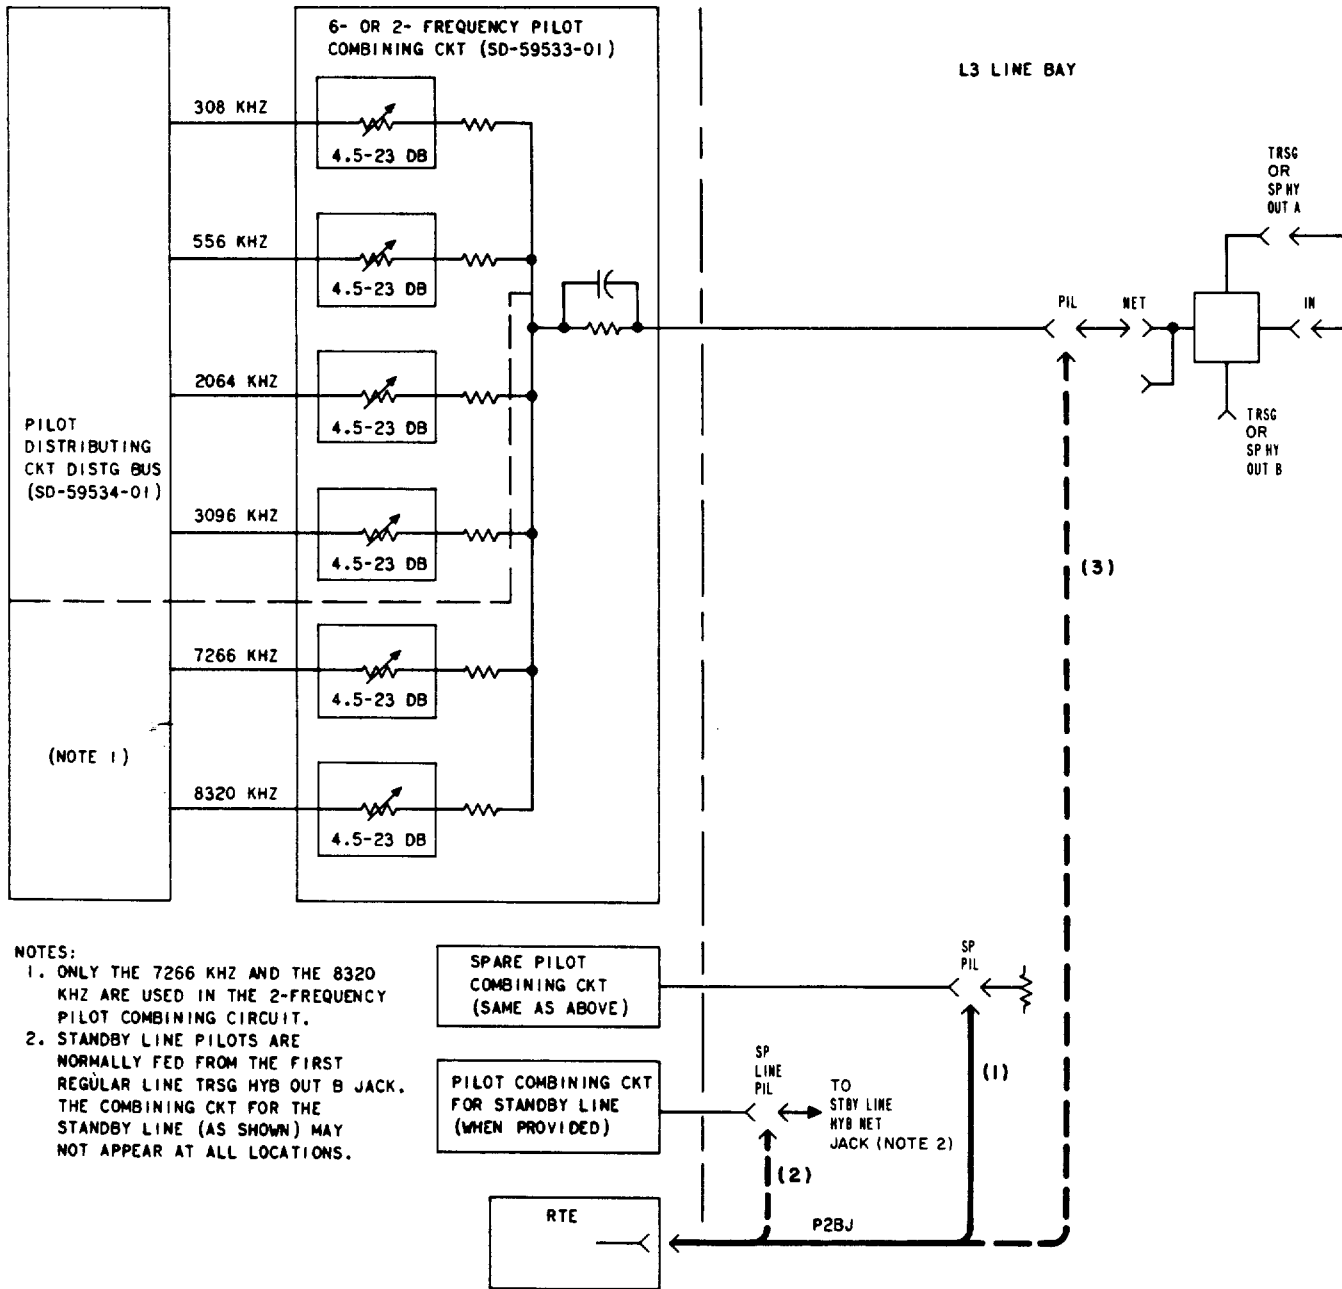 6- OR 2- FREQUENCY PILOT
COMBINING CKT (SD-59533-01)
L3 LINE BAY
308 KHZ
4.5-23 DB
556 KHZ
4.5-23 DB
2064 KHZ
4.5-23 DB
3096 KHZ
4.5-23 DB
7266 KHZ
4.5-23 DB
8320 KHZ
4.5-23 DB
PILOT
DISTRIBUTING
CKT DISTG BUS
(SD-59534-01)
(NOTE 1)
TRSG
OR
SP HY
OUT A
PIL
NET
IN
TRSG
OR
SP HY
OUT B
(3)
NOTES:
1. ONLY THE 7266 KHZ AND THE 8320
KHZ ARE USED IN THE 2-FREQUENCY
PILOT COMBINING CIRCUIT.
2. STANDBY LINE PILOTS ARE
NORMALLY FED FROM THE FIRST
REGULAR LINE TRSG HYB OUT B JACK.
THE COMBINING CKT FOR THE
STANDBY LINE (AS SHOWN) MAY
NOT APPEAR AT ALL LOCATIONS.
SPARE PILOT
COMBINING CKT
(SAME AS ABOVE)
SP
PIL
(1)
PILOT COMBINING CKT
FOR STANDBY LINE
(WHEN PROVIDED)
SP
LINE
PIL
TO
STBY LINE
HYB NET
JACK (NOTE 2)
(2)
RTE
P2BJ